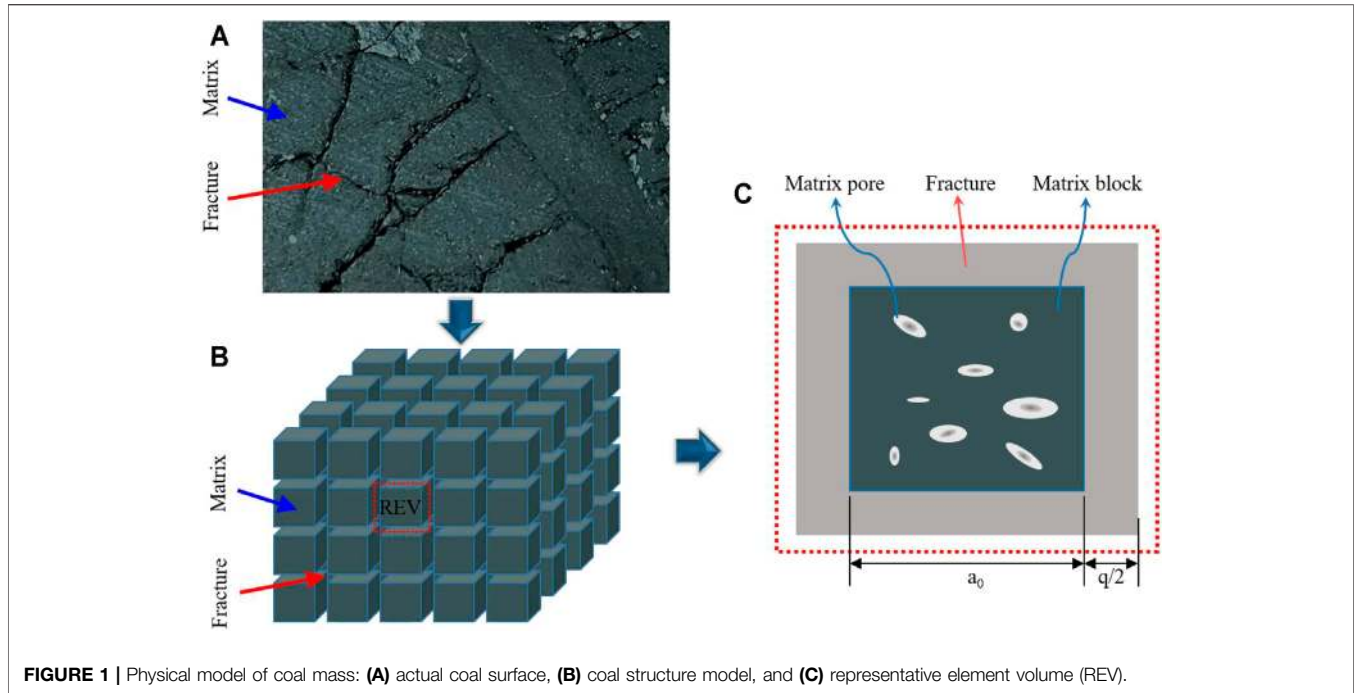 A
Matrix
Fracture
B
Matrix
Fracture
REV
C
Matrix pore
Fracture
Matrix block
a₀
q/2
FIGURE 1 | Physical model of coal mass: (A) actual coal surface, (B) coal structure model, and (C) representative element volume (REV).